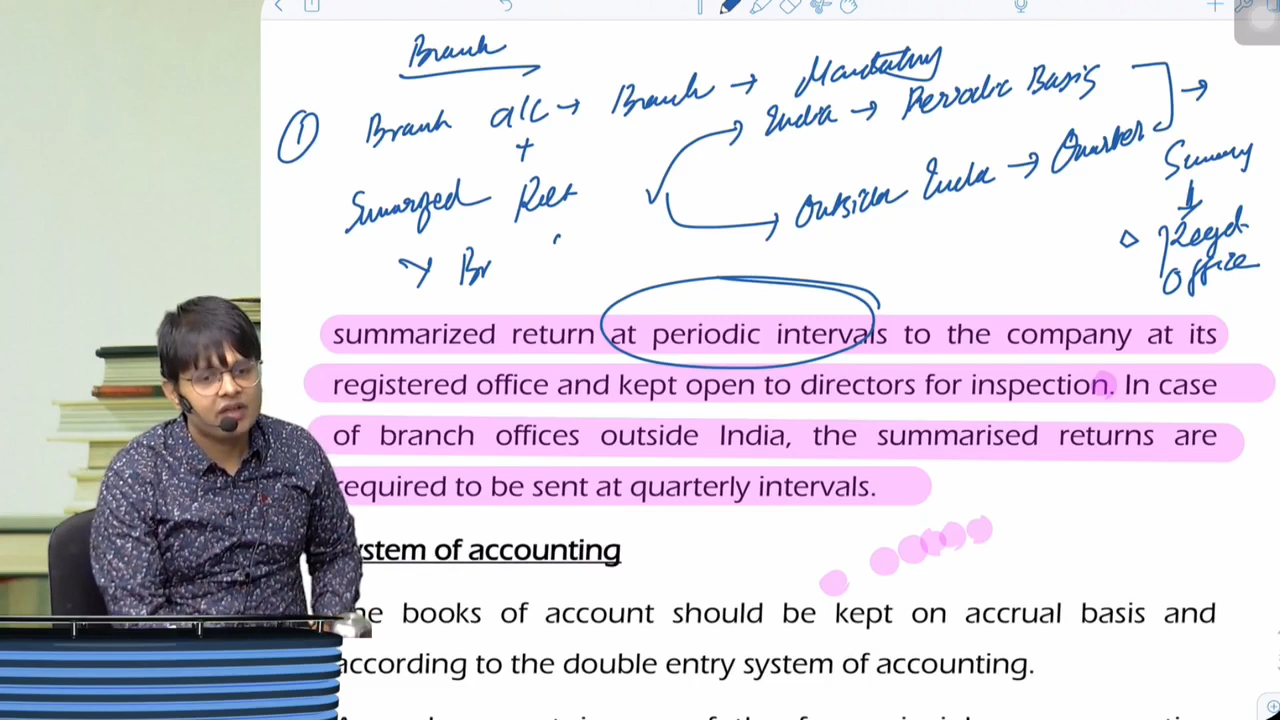 Branch
① Branch a/c → Branch → Mandatory
+
India → Periodic Basis →
Outside India → Quarter
Summary
↓
Regd.
Office
Summarized Ret
→ Br
summarized return at periodic intervals to the company at its
registered office and kept open to directors for inspection. In case
of branch offices outside India, the summarised returns are
required to be sent at quarterly intervals.
ystem of accounting
he books of account should be kept on accrual basis and
according to the double entry system of accounting.